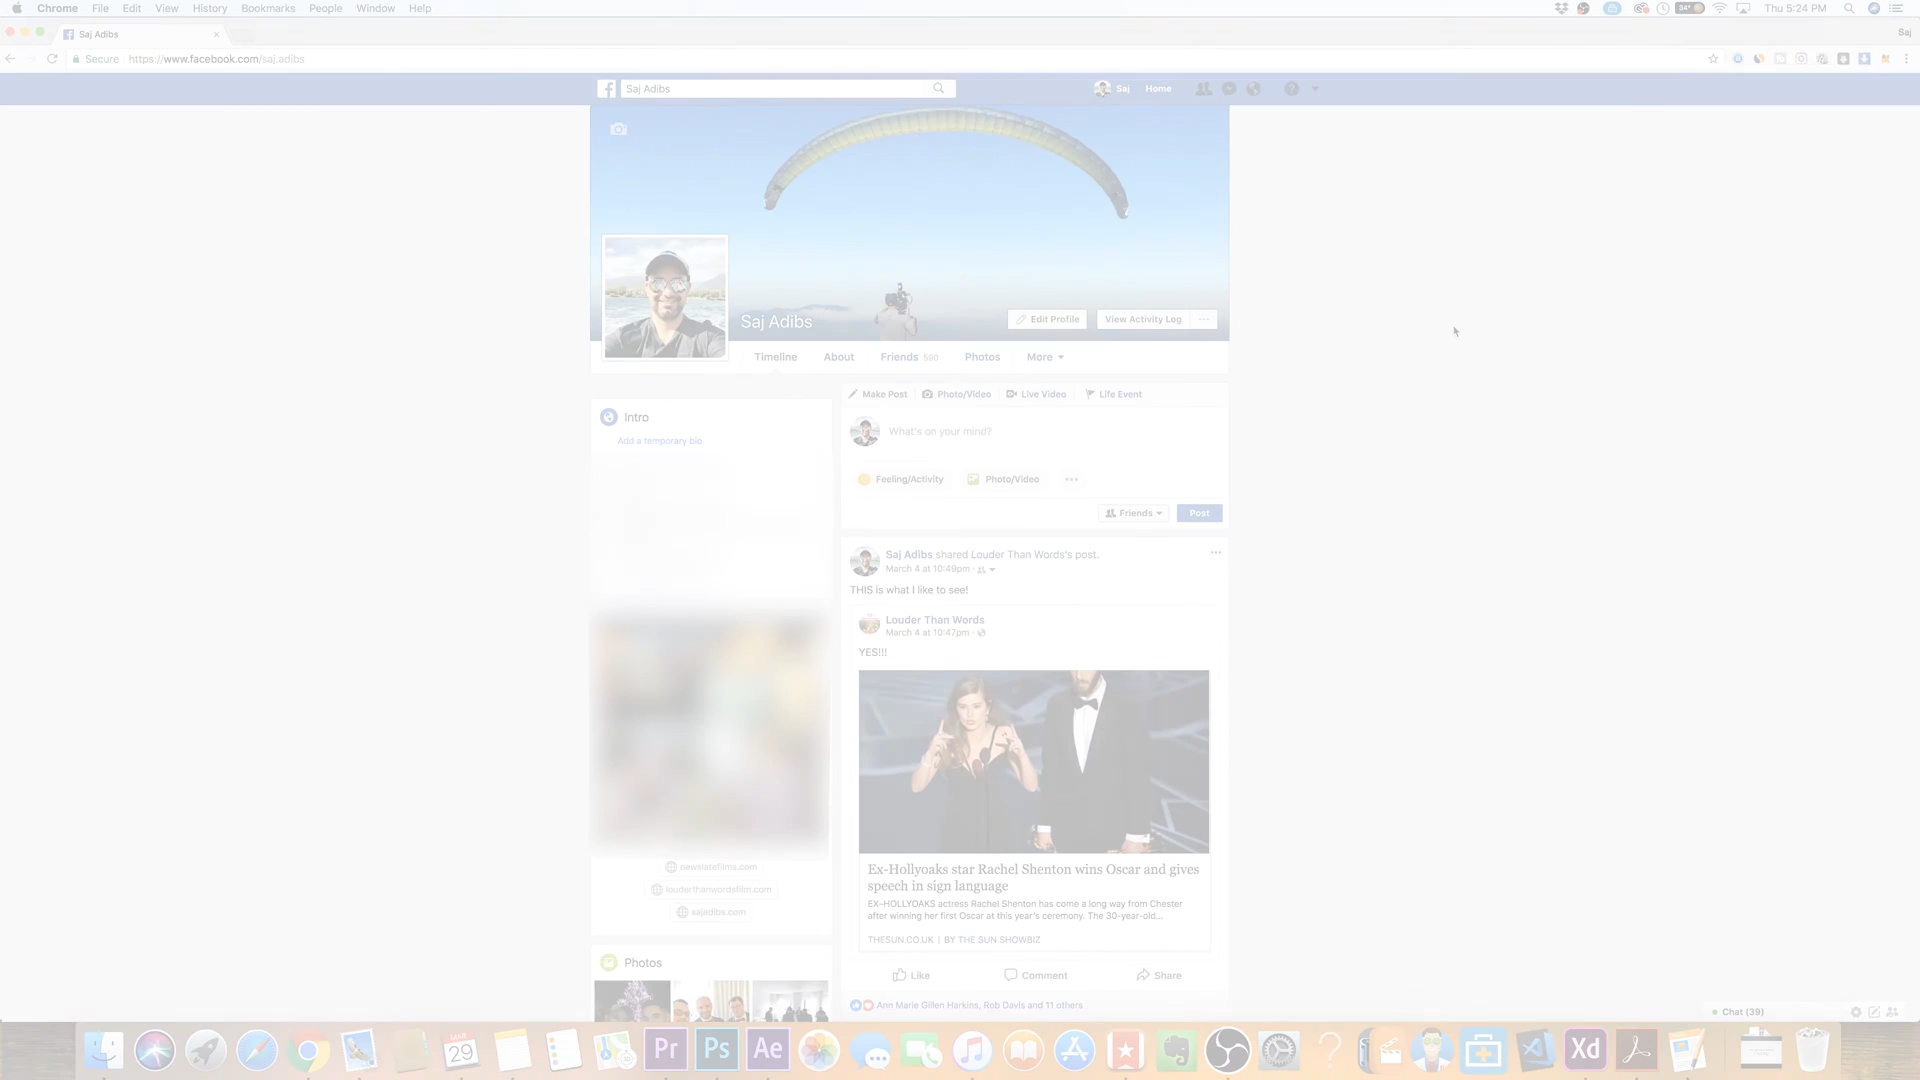 Chrome File Edit View History Bookmarks People Window Help
34° Thu 5:24 PM
Saj Adibs
Saj
Secure https://www.facebook.com/saj.adibs
Saj Adibs
Saj Home
Saj Adibs
Edit Profile
View Activity Log
Timeline About Friends 590 Photos More
Make Post Photo/Video Live Video Life Event
Intro
Add a temporary bio
What's on your mind?
Feeling/Activity Photo/Video
Friends Post
Saj Adibs shared Louder Than Words's post.
March 4 at 10:49pm
THIS is what I like to see!
Louder Than Words
March 4 at 10:47pm
YES!!!
Ex-Hollyoaks star Rachel Shenton wins Oscar and gives
speech in sign language
EX-HOLLYOAKS actress Rachel Shenton has come a long way from Chester
after winning her first Oscar at this year's ceremony. The 30-year-old...
THESUN.CO.UK | BY THE SUN SHOWBIZ
Like Comment Share
Ann Marie Gillen Harkins, Rob Davis and 11 others
newslatefilms.com
louderthanwordsfilm.com
sajadibs.com
Photos
Chat (39)
MAR
29
Pr Ps Ae Xd